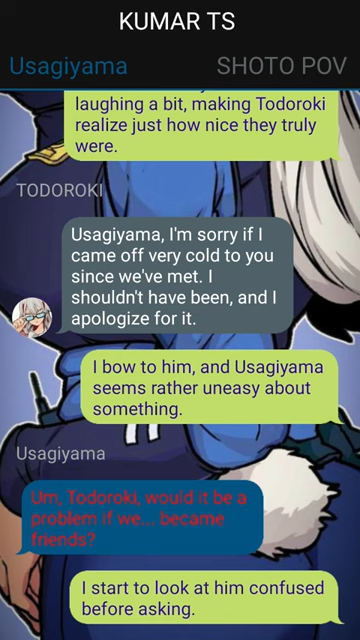 KUMAR TS
Usagiyama SHOTO POV
laughing a bit, making Todoroki
realize just how nice they truly
were.
TODOROKI
Usagiyama, I'm sorry if I
came off very cold to you
since we've met. I
shouldn't have been, and I
apologize for it.
I bow to him, and Usagiyama
seems rather uneasy about
something.
Usagiyama
Um, Todoroki, would it be a
problem if we... became
friends?
I start to look at him confused
before asking.